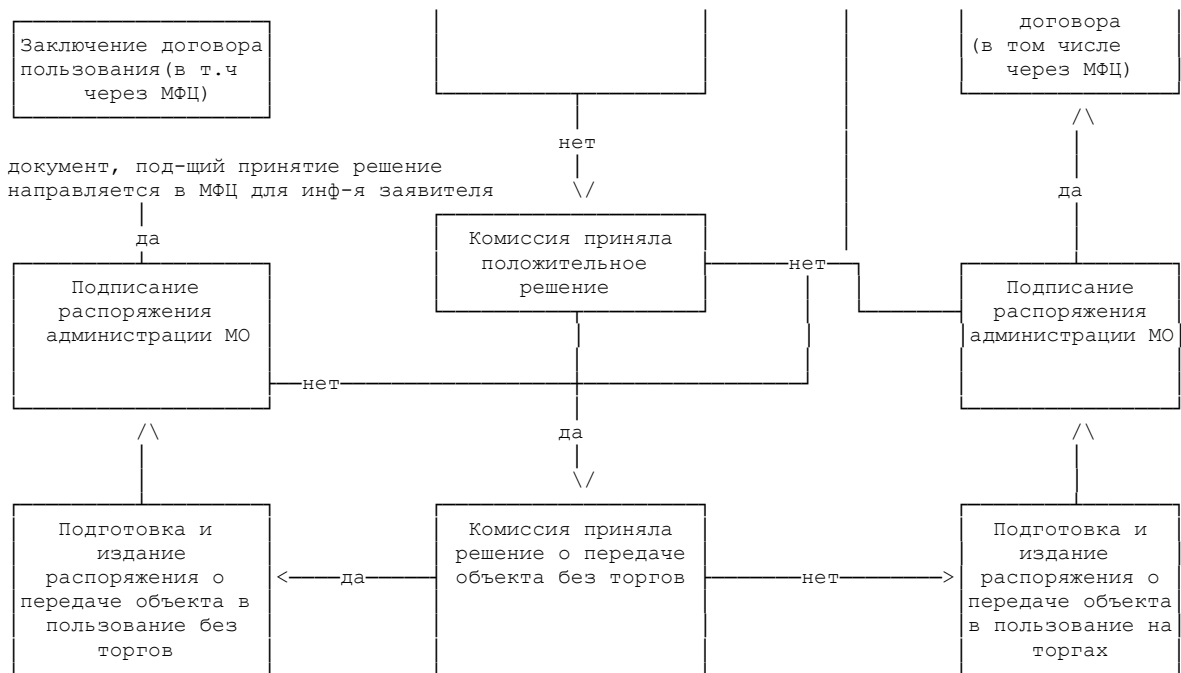 Заключение договора
пользования(в т.ч
через МФЦ)
договора
(в том числе
через МФЦ)
нет
документ, под-щий принятие решение
направляется в МФЦ для инф-я заявителя
да
да
Комиссия приняла
положительное
решение
нет
Подписание
распоряжения
администрации МО
Подписание
распоряжения
администрации МО
нет
да
Подготовка и
издание
распоряжения о
передаче объекта в
пользование без
торгов
да
Комиссия приняла
решение о передаче
объекта без торгов
нет
Подготовка и
издание
распоряжения о
передаче объекта
в пользование на
торгах